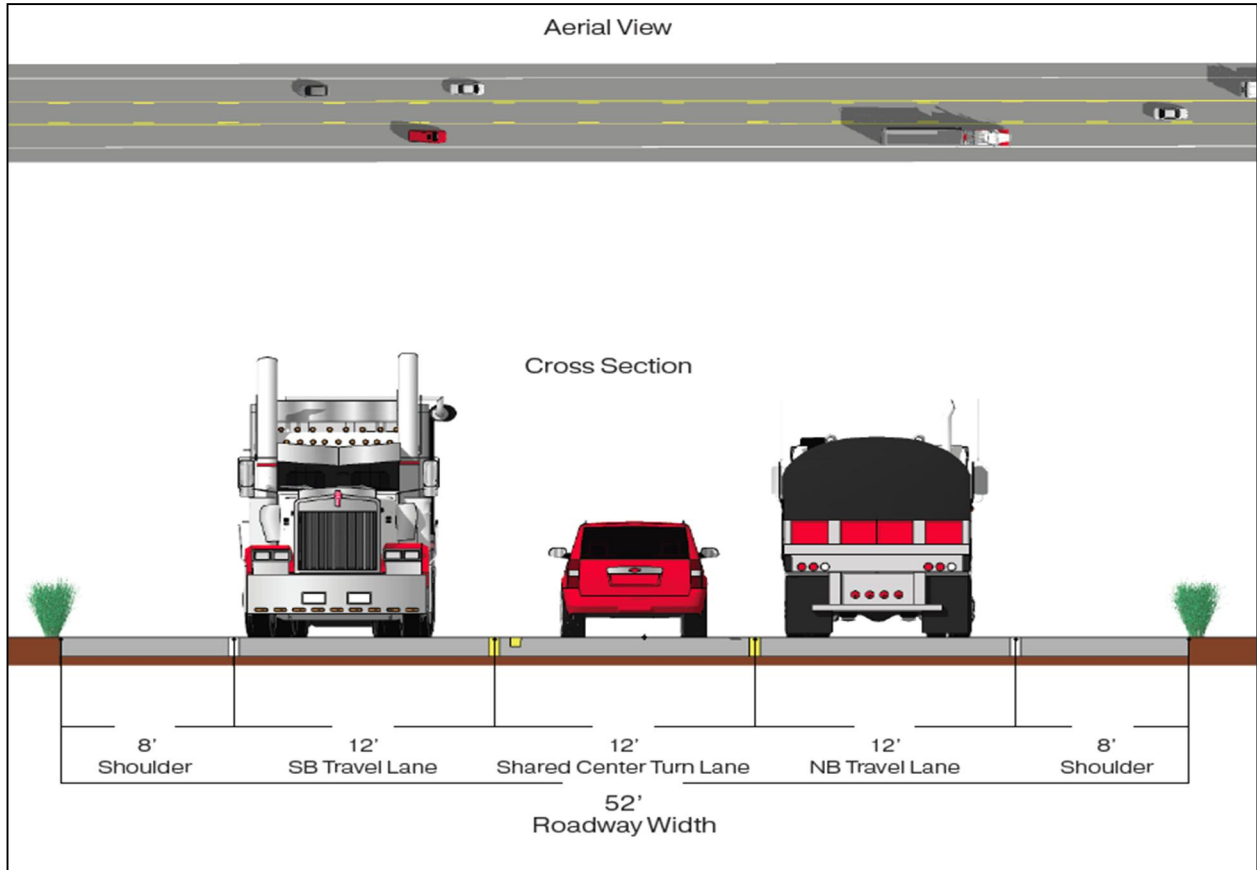 Aerial View
Cross Section
8' 12' 12' 12' 8'
Shoulder SB Travel Lane Shared Center Turn Lane NB Travel Lane Shoulder
52'
Roadway Width